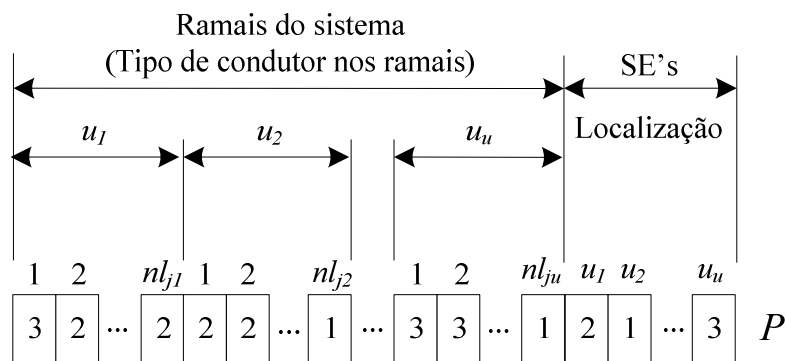 Ramais do sistema
(Tipo de condutor nos ramais) SE's
u1 u2 uu Localização
1 2 nlj1 1 2 nlj2 1 2 nlju u1 u2 uu
3 2 ... 2 2 2 ... 1 ... 3 3 ... 1 2 1 ... 3 P